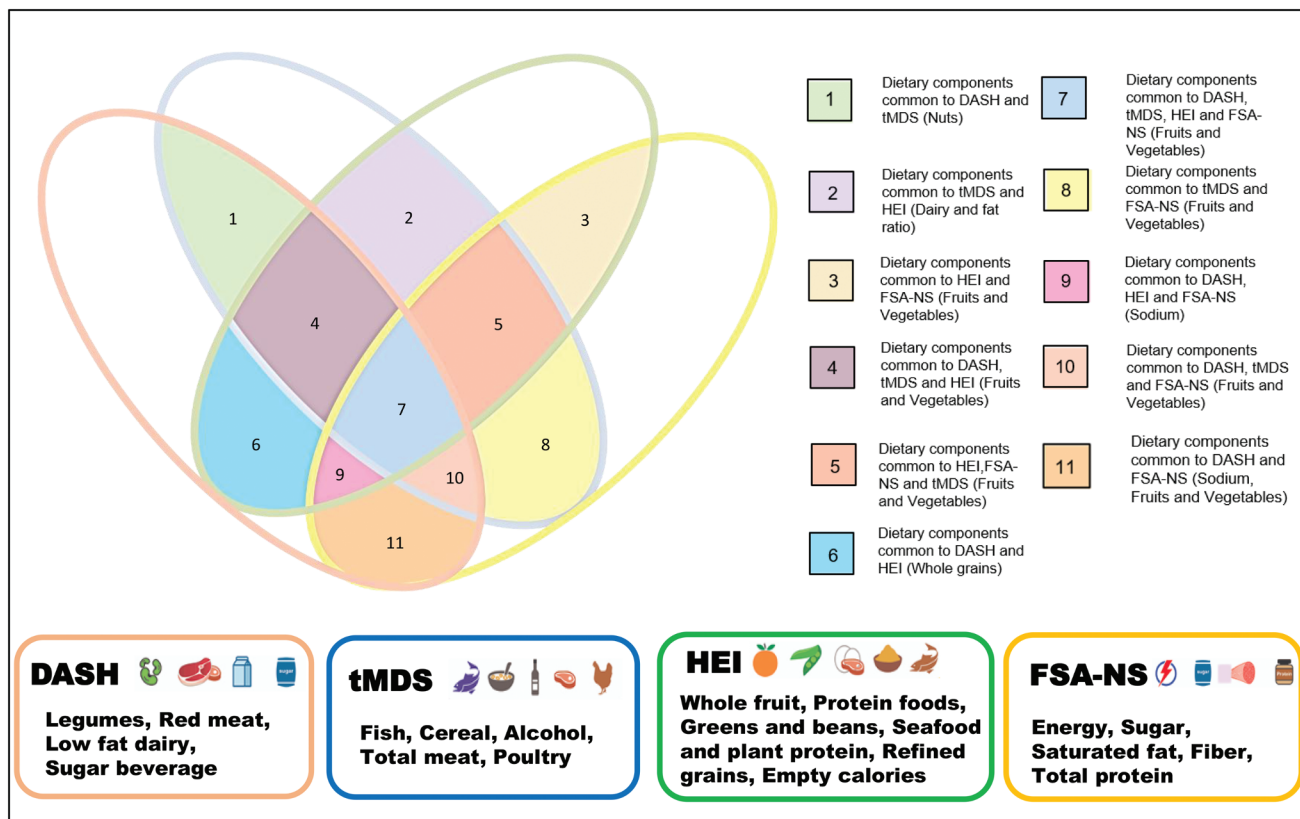 1
2
3
4
5
6
7
8
9
10
11
1
Dietary components
common to DASH and
tMDS (Nuts)
2
Dietary components
common to tMDS and
HEI (Dairy and fat
ratio)
3
Dietary components
common to HEI and
FSA-NS (Fruits and
Vegetables)
4
Dietary components
common to DASH,
tMDS and HEI (Fruits
and Vegetables)
5
Dietary components
common to HEI,FSA-
NS and tMDS (Fruits
and Vegetables)
6
Dietary components
common to DASH and
HEI (Whole grains)
7
Dietary components
common to DASH,
tMDS, HEI and FSA-
NS (Fruits and
Vegetables)
8
Dietary components
common to tMDS and
FSA-NS (Fruits and
Vegetables)
9
Dietary components
common to DASH,
HEI and FSA-NS
(Sodium)
10
Dietary components
common to DASH, tMDS
and FSA-NS (Fruits and
Vegetables)
11
Dietary components
common to DASH and
FSA-NS (Sodium,
Fruits and Vegetables)
DASH
sugar
Legumes, Red meat,
Low fat dairy,
Sugar beverage
tMDS
Fish, Cereal, Alcohol,
Total meat, Poultry
HEI
Whole fruit, Protein foods,
Greens and beans, Seafood
and plant protein, Refined
grains, Empty calories
FSA-NS
sugar
Protein
Energy, Sugar,
Saturated fat, Fiber,
Total protein